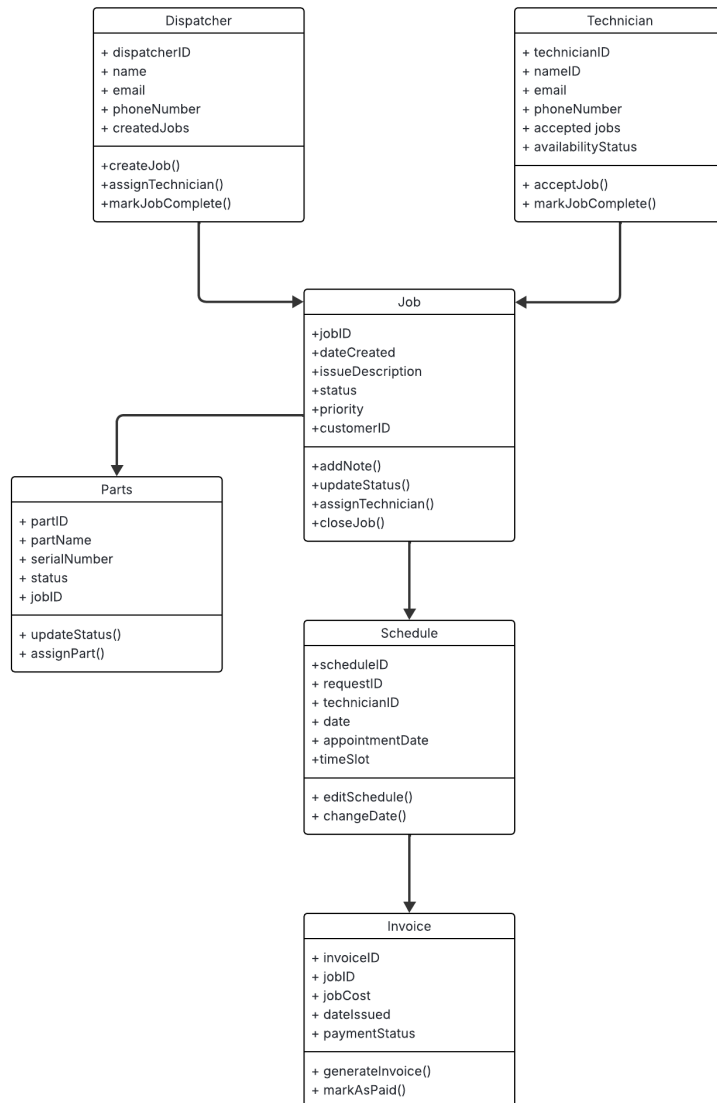 Dispatcher
+ dispatcherID
+ name
+ email
+ phoneNumber
+ createdJobs
+createJob()
+assignTechnician()
+markJobComplete()
Technician
+ technicianID
+ nameID
+ email
+ phoneNumber
+ accepted jobs
+ availabilityStatus
+ acceptJob()
+ markJobComplete()
Job
+jobID
+dateCreated
+issueDescription
+status
+priority
+customerID
+addNote()
+updateStatus()
+assignTechnician()
+closeJob()
Parts
+ partID
+ partName
+ serialNumber
+ status
+ jobID
+ updateStatus()
+ assignPart()
Schedule
+scheduleID
+ requestID
+ technicianID
+ date
+ appointmentDate
+timeSlot
+ editSchedule()
+ changeDate()
Invoice
+ invoiceID
+ jobID
+ jobCost
+ dateIssued
+ paymentStatus
+ generateInvoice()
+ markAsPaid()